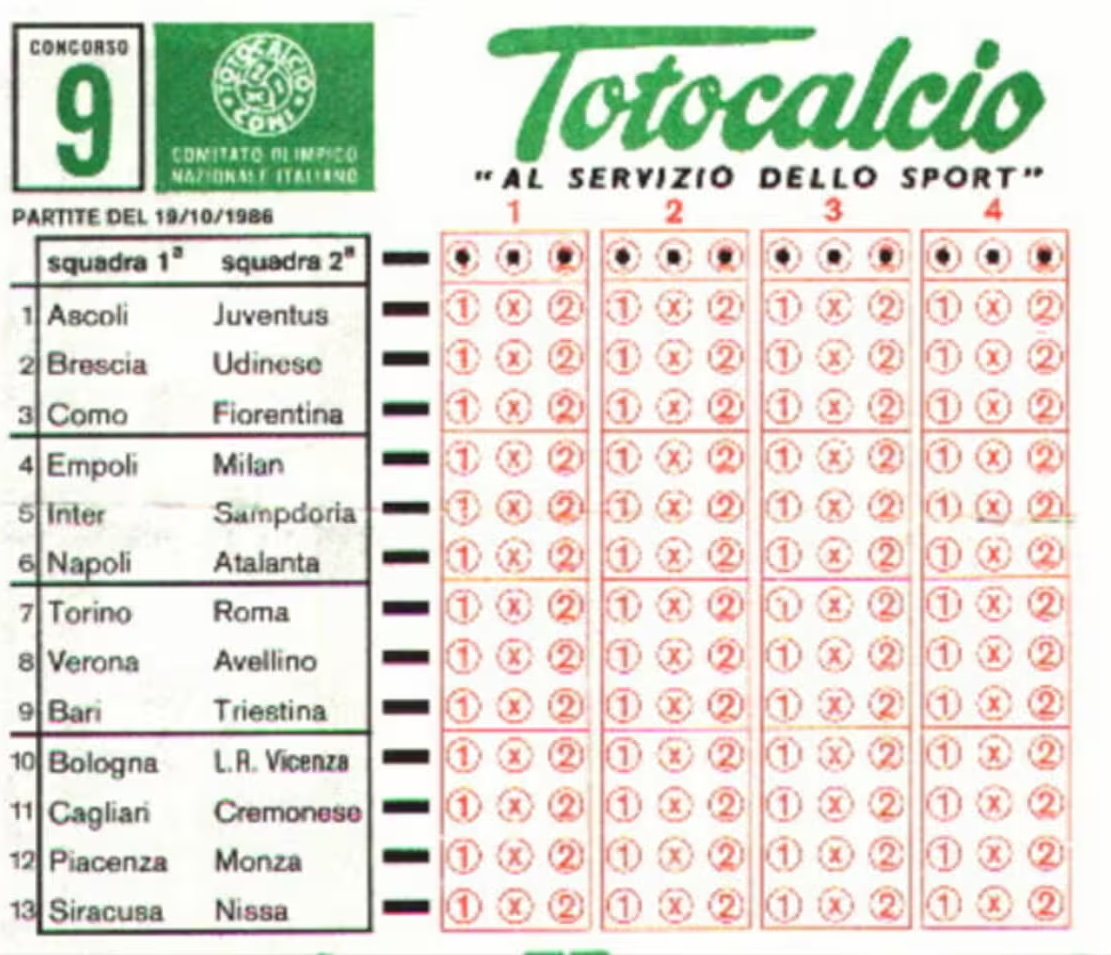 CONCORSO
9
TOTOCALCIO
CONI
COMITATO OLIMPICO
NAZIONALE ITALIANO
Totocalcio
"AL SERVIZIO DELLO SPORT"
PARTITE DEL 19/10/1986
1 2 3 4
squadra 1ª squadra 2ª
1 Ascoli Juventus 1 X 2 1 X 2 1 X 2 1 X 2
2 Brescia Udinese 1 X 2 1 X 2 1 X 2 1 X 2
3 Como Fiorentina 1 X 2 1 X 2 1 X 2 1 X 2
4 Empoli Milan 1 X 2 1 X 2 1 X 2 1 X 2
5 Inter Sampdoria 1 X 2 1 X 2 1 X 2 1 X 2
6 Napoli Atalanta 1 X 2 1 X 2 1 X 2 1 X 2
7 Torino Roma 1 X 2 1 X 2 1 X 2 1 X 2
8 Verona Avellino 1 X 2 1 X 2 1 X 2 1 X 2
9 Bari Triestina 1 X 2 1 X 2 1 X 2 1 X 2
10 Bologna L.R. Vicenza 1 X 2 1 X 2 1 X 2 1 X 2
11 Cagliari Cremonese 1 X 2 1 X 2 1 X 2 1 X 2
12 Piacenza Monza 1 X 2 1 X 2 1 X 2 1 X 2
13 Siracusa Nissa 1 X 2 1 X 2 1 X 2 1 X 2